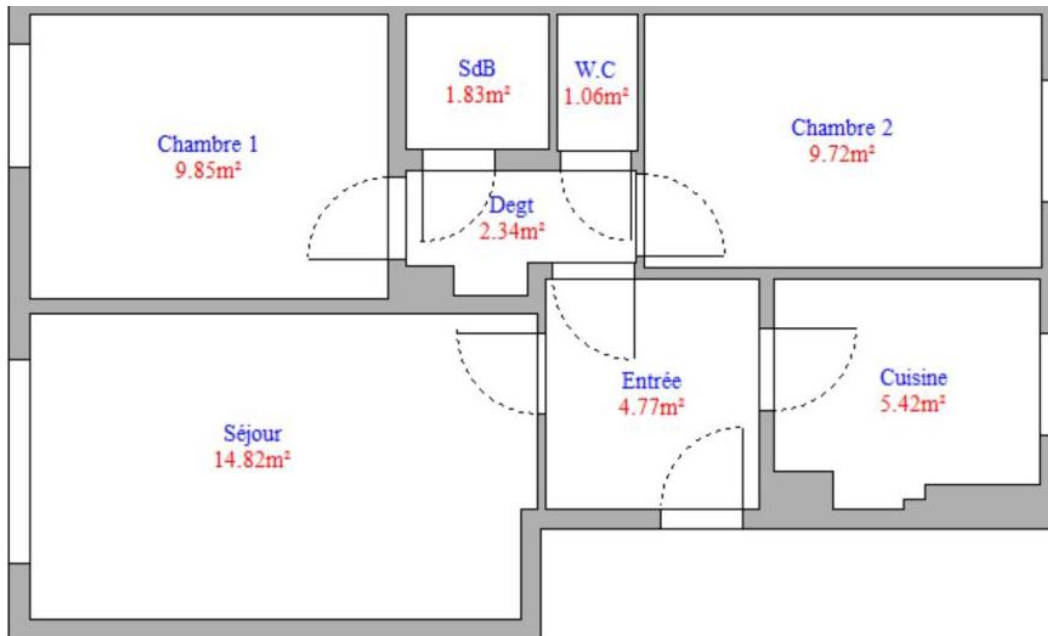 SdB
1.83m²
W.C
1.06m²
Chambre 1
9.85m²
Chambre 2
9.72m²
Degt
2.34m²
Entrée
4.77m²
Cuisine
5.42m²
Séjour
14.82m²